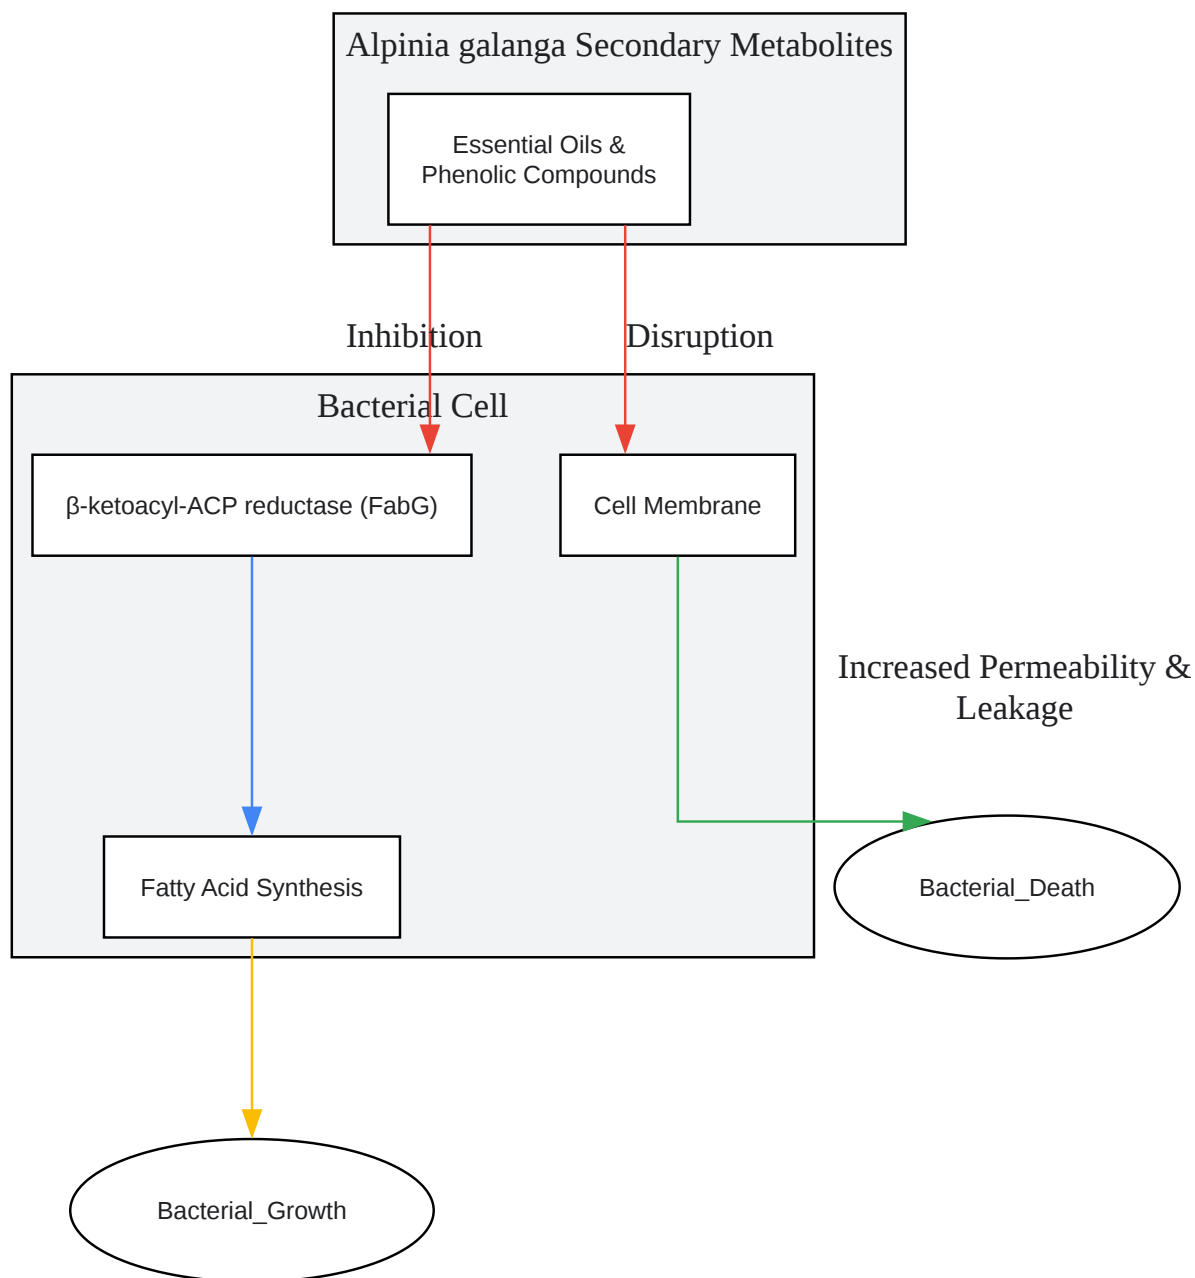 Alpinia galanga Secondary Metabolites
Essential Oils &
Phenolic Compounds
Inhibition
Disruption
Bacterial Cell
β-ketoacyl-ACP reductase (FabG)
Cell Membrane
Increased Permeability &
Leakage
Fatty Acid Synthesis
Bacterial_Death
Bacterial_Growth